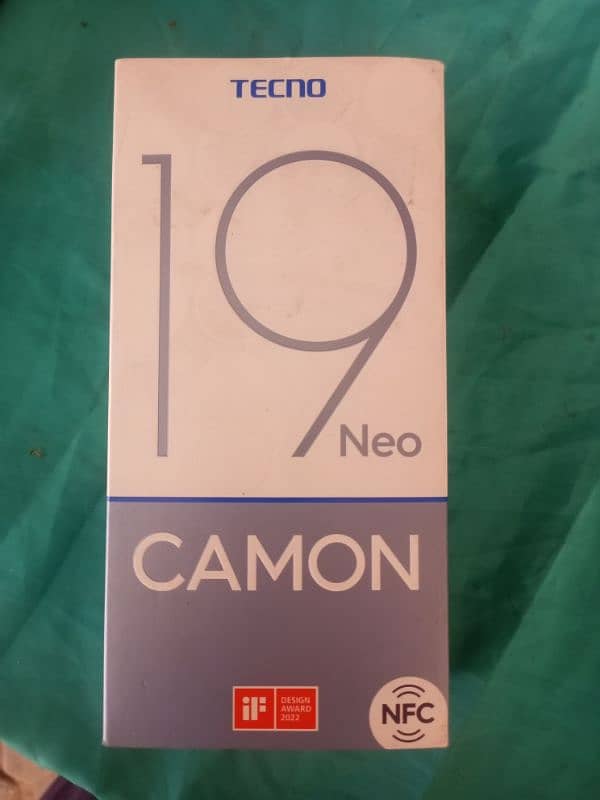 TECNO
19 Neo
CAMON
iF
DESIGN
AWARD
2022
NFC